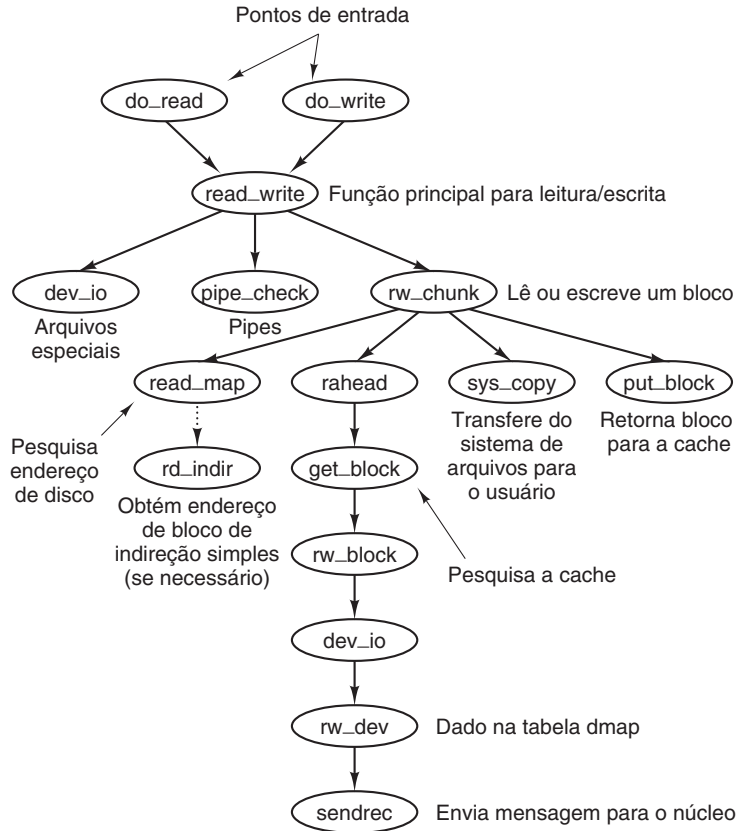 Pontos de entrada
do_read
do_write
read_write
Função principal para leitura/escrita
dev_io
pipe_check
rw_chunk
Lê ou escreve um bloco
Arquivos
especiais
Pipes
read_map
rahead
sys_copy
put_block
Pesquisa
endereço
de disco
rd_indir
get_block
Transfere do
sistema de
arquivos para
o usuário
Retorna bloco
para a cache
Obtém endereço
de bloco de
indireção simples
(se necessário)
rw_block
Pesquisa a cache
dev_io
rw_dev
Dado na tabela dmap
sendrec
Envia mensagem para o núcleo